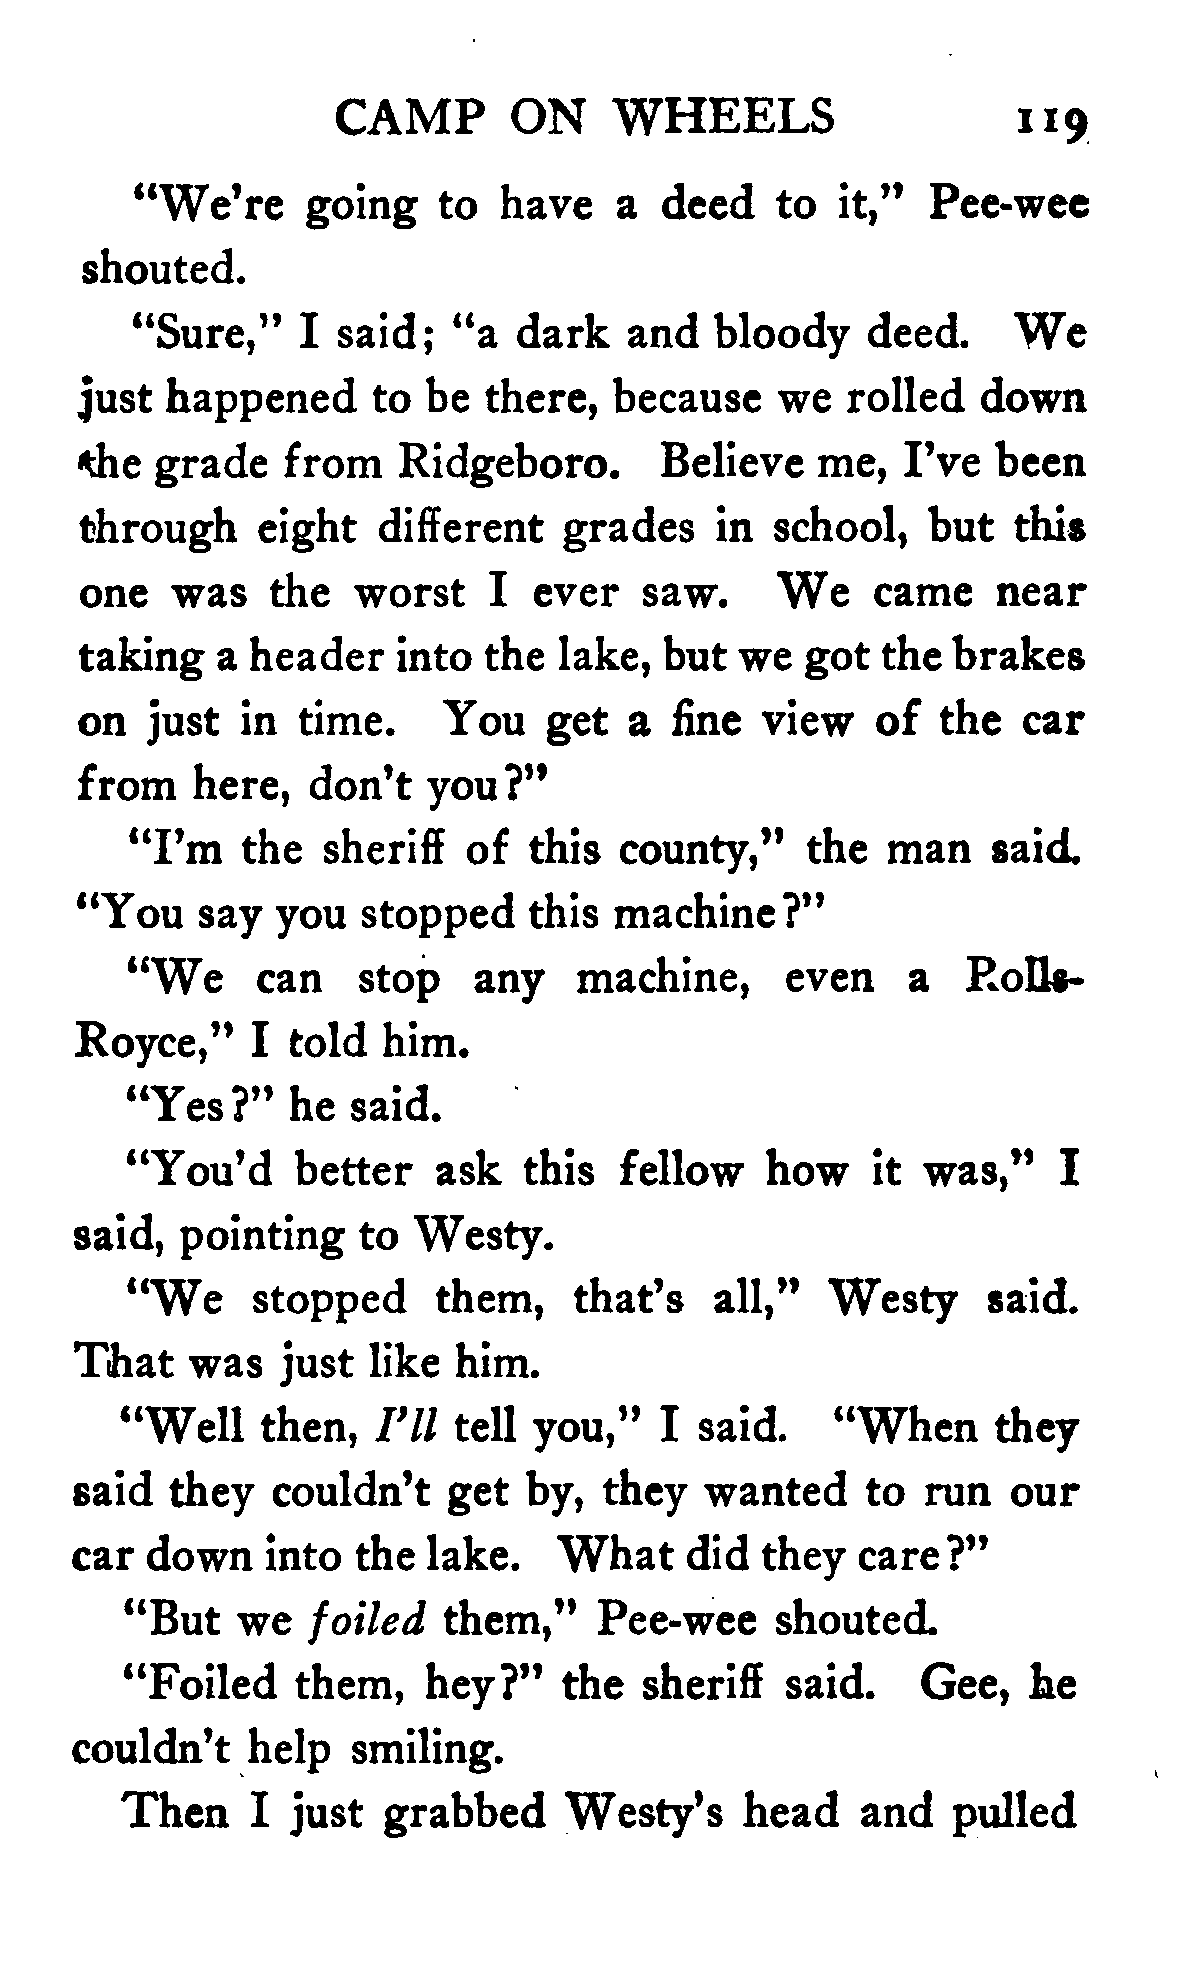 CAMP ON WHEELS 119
"We're going to have a deed to it," Pee-wee
shouted.
"Sure," I said; "a dark and bloody deed. We
just happened to be there, because we rolled down
the grade from Ridgeboro. Believe me, I've been
through eight different grades in school, but this
one was the worst I ever saw. We came near
taking a header into the lake, but we got the brakes
on just in time. You get a fine view of the car
from here, don't you?"
"I'm the sheriff of this county," the man said.
"You say you stopped this machine?"
"We can stop any machine, even a Rolls-
Royce," I told him.
"Yes?" he said.
"You'd better ask this fellow how it was," I
said, pointing to Westy.
"We stopped them, that's all," Westy said.
That was just like him.
"Well then, I'll tell you," I said. "When they
said they couldn't get by, they wanted to run our
car down into the lake. What did they care?"
"But we foiled them," Pee-wee shouted.
"Foiled them, hey?" the sheriff said. Gee, he
couldn't help smiling.
Then I just grabbed Westy's head and pulled